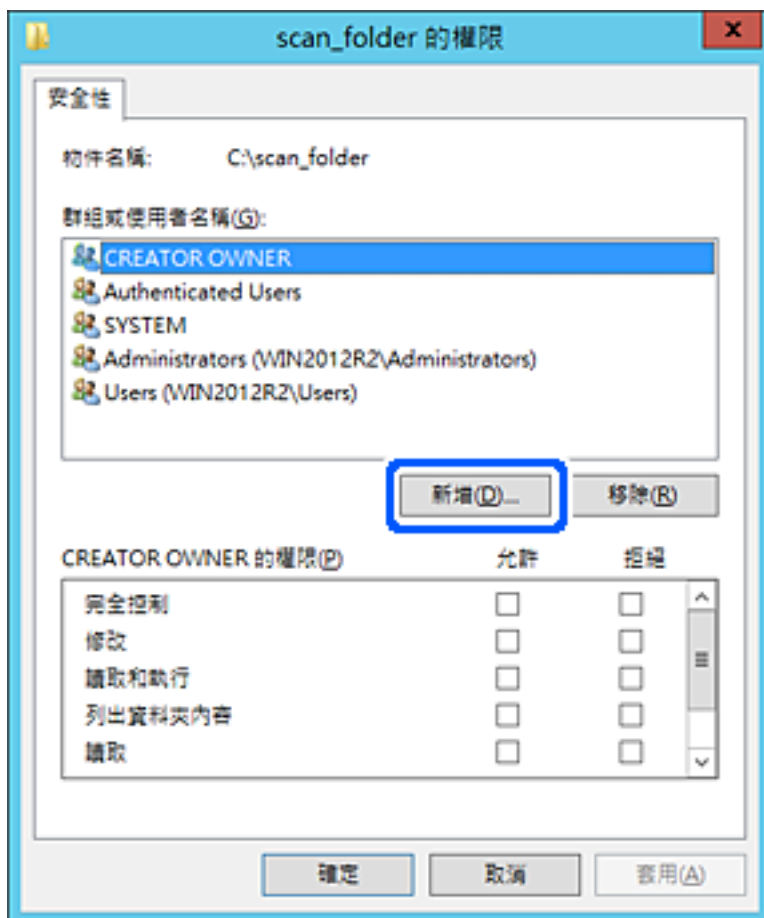 scan_folder 的權限
安全性
物件名稱: C:\scan_folder
群組或使用者名稱(G):
CREATOR OWNER
Authenticated Users
SYSTEM
Administrators (WIN2012R2\Administrators)
Users (WIN2012R2\Users)
新增(D)... 移除(R)
CREATOR OWNER 的權限(P) 允許 拒絕
完全控制
修改
讀取和執行
列出資料夾內容
讀取
確定 取消 套用(A)